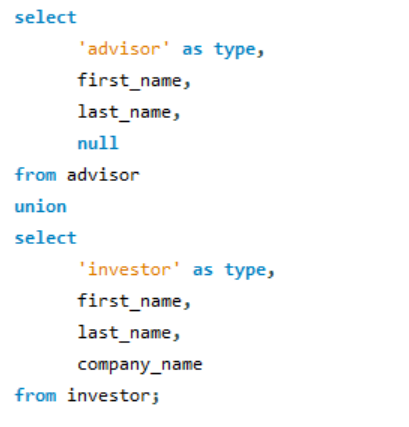 select
'advisor' as type,
first_name,
last_name,
null
from advisor
union
select
'investor' as type,
first_name,
last_name,
company_name
from investor;